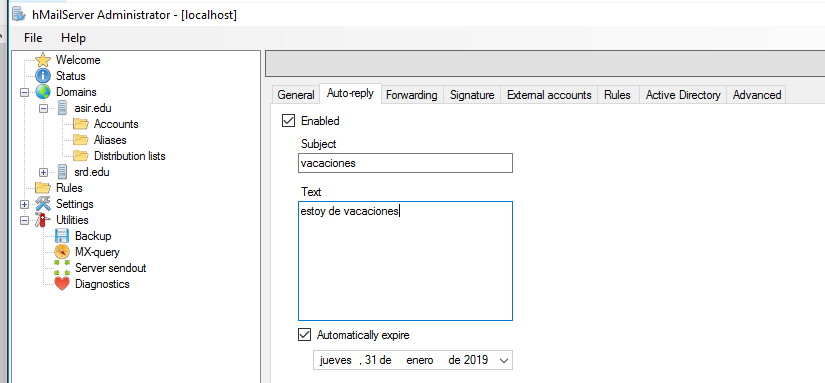 hMailServer Administrator - [localhost]
File Help
Welcome
Status
Domains
asir.edu
Accounts
Aliases
Distribution lists
srd.edu
Rules
Settings
Utilities
Backup
MX-query
Server sendout
Diagnostics
General Auto-reply Forwarding Signature External accounts Rules Active Directory Advanced
Enabled
Subject
vacaciones
Text
estoy de vacaciones
Automatically expire
jueves , 31 de enero de 2019